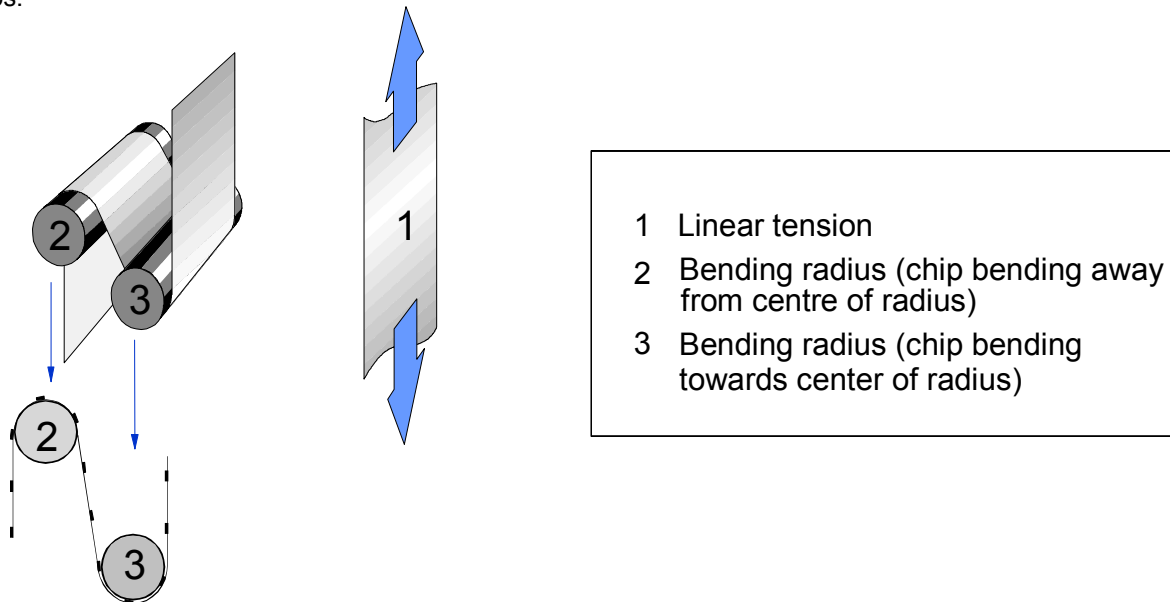 2
3
1
2
3
1 Linear tension
2 Bending radius (chip bending away
from centre of radius)
3 Bending radius (chip bending
towards center of radius)